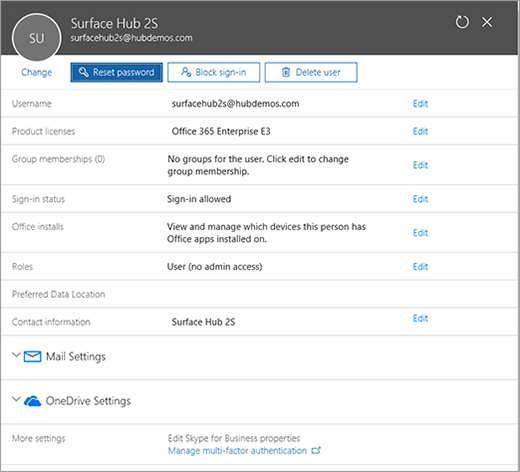 SU
Surface Hub 2S
surfacehub2s@hubdemos.com
Change
Reset password
Block sign-in
Delete user
Username surfacehub2s@hubdemos.com Edit
Product licenses Office 365 Enterprise E3 Edit
Group memberships (0) No groups for the user. Click edit to change Edit
group membership.
Sign-in status Sign-in allowed Edit
Office installs View and manage which devices this person has Edit
Office apps installed on.
Roles User (no admin access) Edit
Preferred Data Location
Contact information Surface Hub 2S Edit
Mail Settings
OneDrive Settings
More settings Edit Skype for Business properties
Manage multi-factor authentication